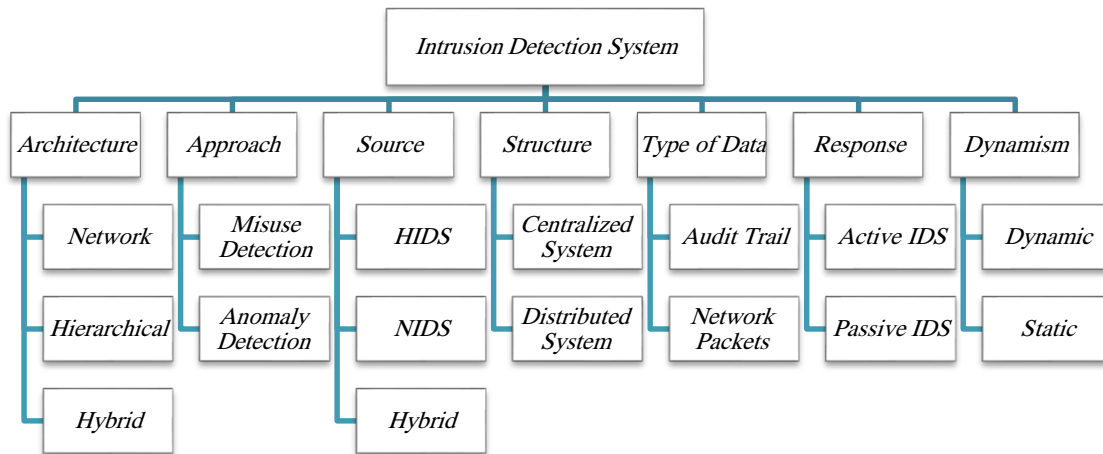 Intrusion Detection System
Architecture
Approach
Source
Structure
Type of Data
Response
Dynamism
Network
Misuse
Detection
HIDS
Centralized
System
Audit Trail
Active IDS
Dynamic
Hierarchical
Anomaly
Detection
NIDS
Distributed
System
Network
Packets
Passive IDS
Static
Hybrid
Hybrid